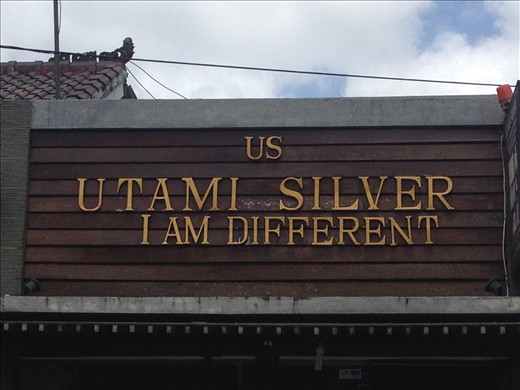 US
UTAMI SILVER
I AM DIFFERENT